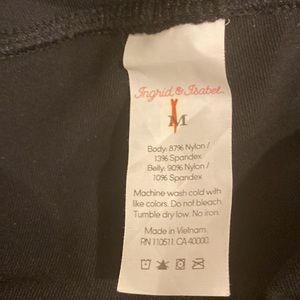 Ingrid & Isabel
M
Body: 87% Nylon /
13% Spandex
Belly: 90% Nylon /
10% Spandex
Machine wash cold with
like colors. Do not bleach.
Tumble dry low. No iron.
Made in Vietnam.
RN 110511 CA 40000